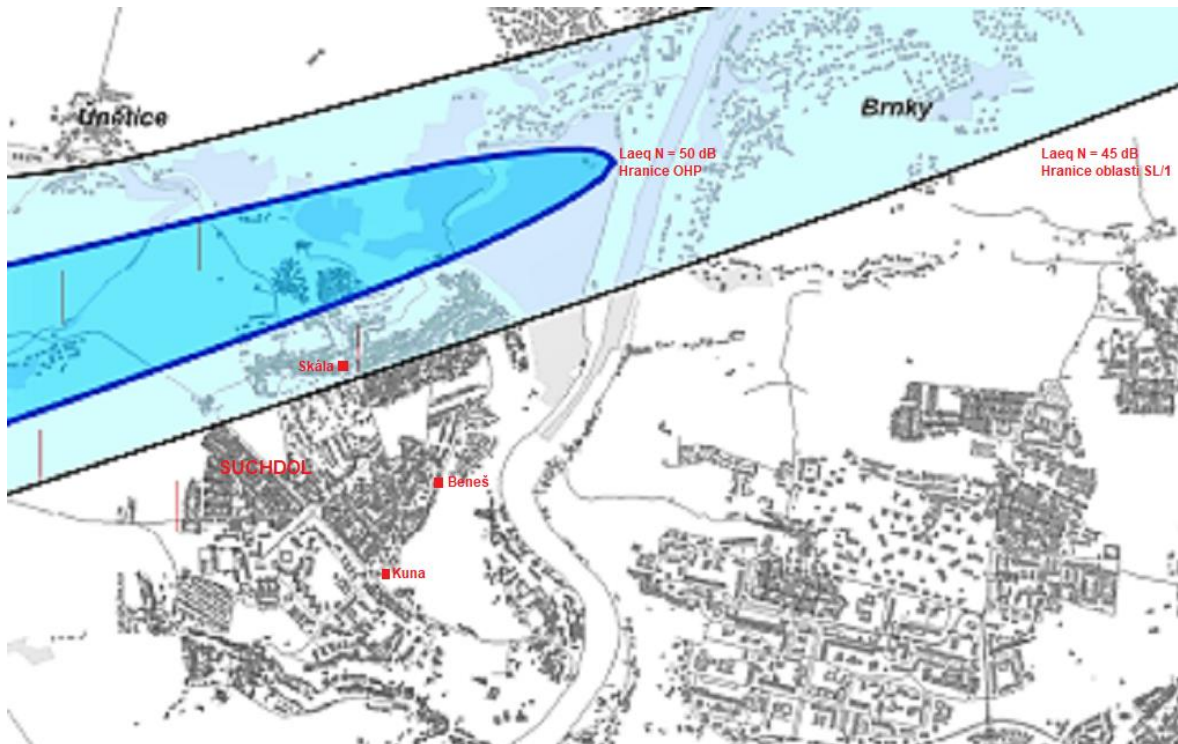 Únětice
Brnky
Laeq N = 50 dB
Hranice OHP
Laeq N = 45 dB
Hranice oblasti SL/1
Skála
SUCHDOL
Beneš
Kuna